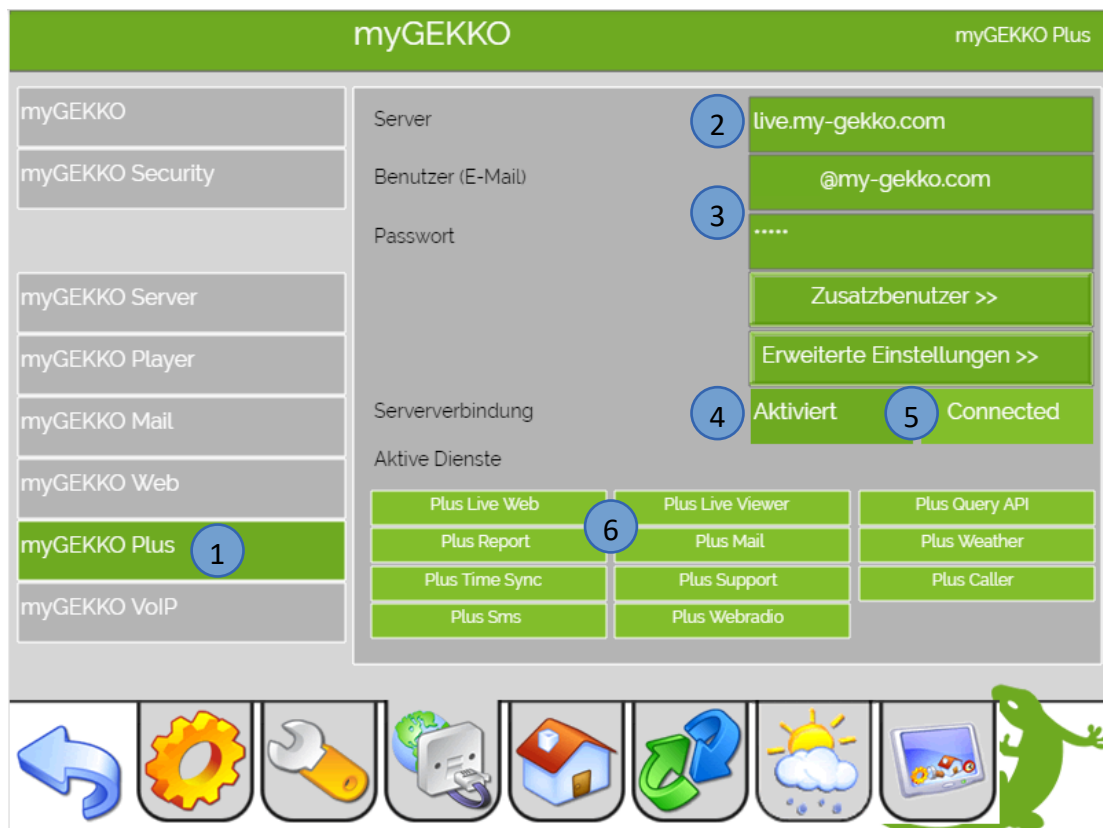 myGEKKO
myGEKKO Plus
myGEKKO
myGEKKO Security
myGEKKO Server
myGEKKO Player
myGEKKO Mail
myGEKKO Web
myGEKKO Plus 1
myGEKKO VoIP
Server 2 live.my-gekko.com
Benutzer (E-Mail) @my-gekko.com
3
Passwort •••••
Zusatzbenutzer >>
Erweiterte Einstellungen >>
Serververbindung 4 Aktiviert 5 Connected
Aktive Dienste
Plus Live Web Plus Live Viewer Plus Query API
6
Plus Report Plus Mail Plus Weather
Plus Time Sync Plus Support Plus Caller
Plus Sms Plus Webradio